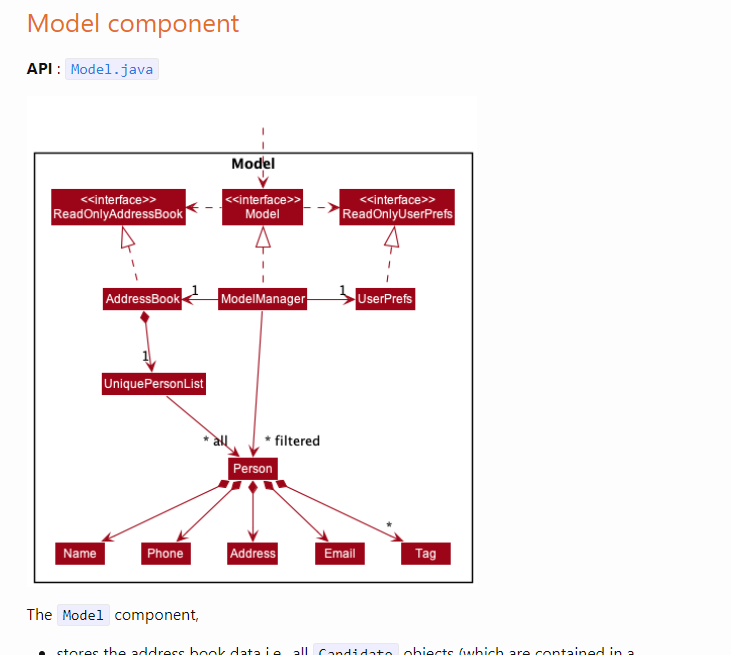 Model component
API : Model.java
Model
<<interface>>
ReadOnlyAddressBook
<<interface>>
Model
<<interface>>
ReadOnlyUserPrefs
AddressBook
1
ModelManager
1
UserPrefs
1
UniquePersonList
* all
* filtered
Person
*
Name
Phone
Address
Email
Tag
The Model component,
• stores the address book data i.e., all Candidate objects (which are contained in a